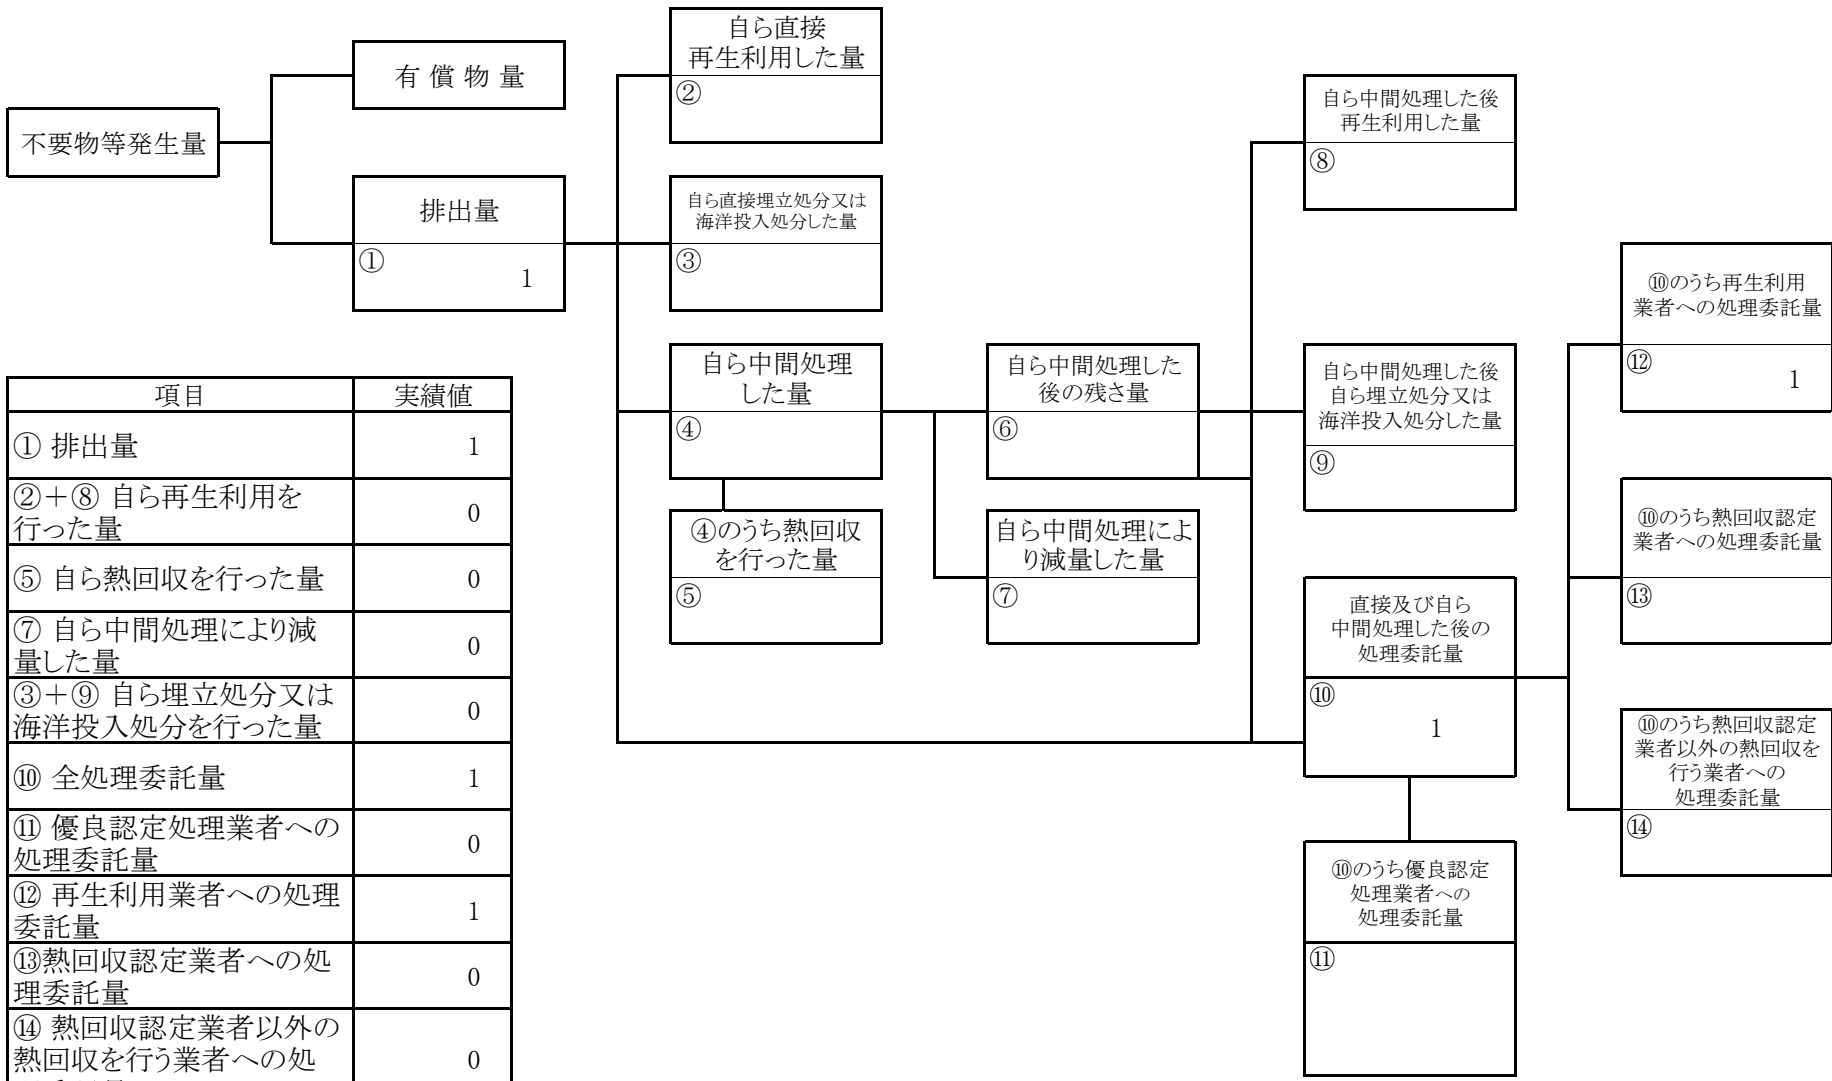 自ら直接
再生利用した量
②
有 償 物 量
不要物等発生量
自ら中間処理した後
再生利用した量
⑧
排出量
①
1
自ら直接埋立処分又は
海洋投入処分した量
③
⑩のうち再生利用
業者への処理委託量
⑫
1
自ら中間処理
した量
④
自ら中間処理した
後の残さ量
⑥
自ら中間処理した後
自ら埋立処分又は
海洋投入処分した量
⑨
④のうち熱回収
を行った量
⑤
自ら中間処理によ
り減量した量
⑦
⑩のうち熱回収認定
業者への処理委託量
⑬
直接及び自ら
中間処理した後の
処理委託量
⑩
1
⑩のうち熱回収認定
業者以外の熱回収を
行う業者への
処理委託量
⑭
⑩のうち優良認定
処理業者への
処理委託量
⑪
項目 実績値
① 排出量 1
②+⑧ 自ら再生利用を
行った量 0
⑤ 自ら熱回収を行った量 0
⑦ 自ら中間処理により減
量した量 0
③+⑨ 自ら埋立処分又は
海洋投入処分を行った量 0
⑩ 全処理委託量 1
⑪ 優良認定処理業者への
処理委託量 0
⑫ 再生利用業者への処理
委託量 1
⑬熱回収認定業者への処
理委託量 0
⑭ 熱回収認定業者以外の
熱回収を行う業者への処 0